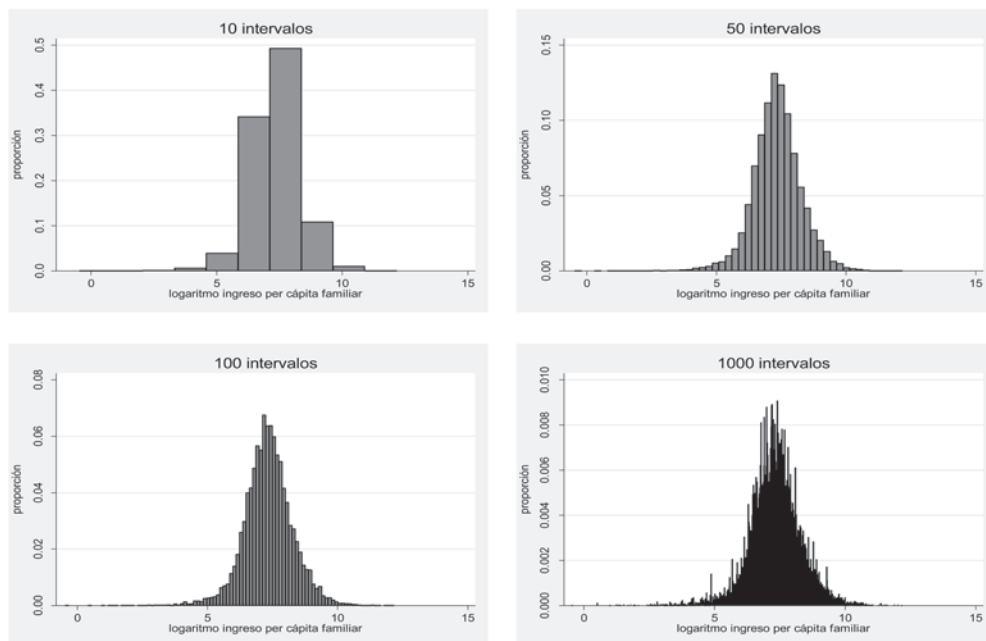 10 intervalos
proporción
0.5
0.4
0.3
0.2
0.1
0.0
0 5 10 15
logaritmo ingreso per cápita familiar
50 intervalos
proporción
0.15
0.10
0.05
0.00
0 5 10 15
logaritmo ingreso per cápita familiar
100 intervalos
proporción
0.08
0.06
0.04
0.02
0.00
0 5 10 15
logaritmo ingreso per cápita familiar
1000 intervalos
proporción
0.010
0.008
0.006
0.004
0.002
0.000
0 5 10 15
logaritmo ingreso per cápita familiar